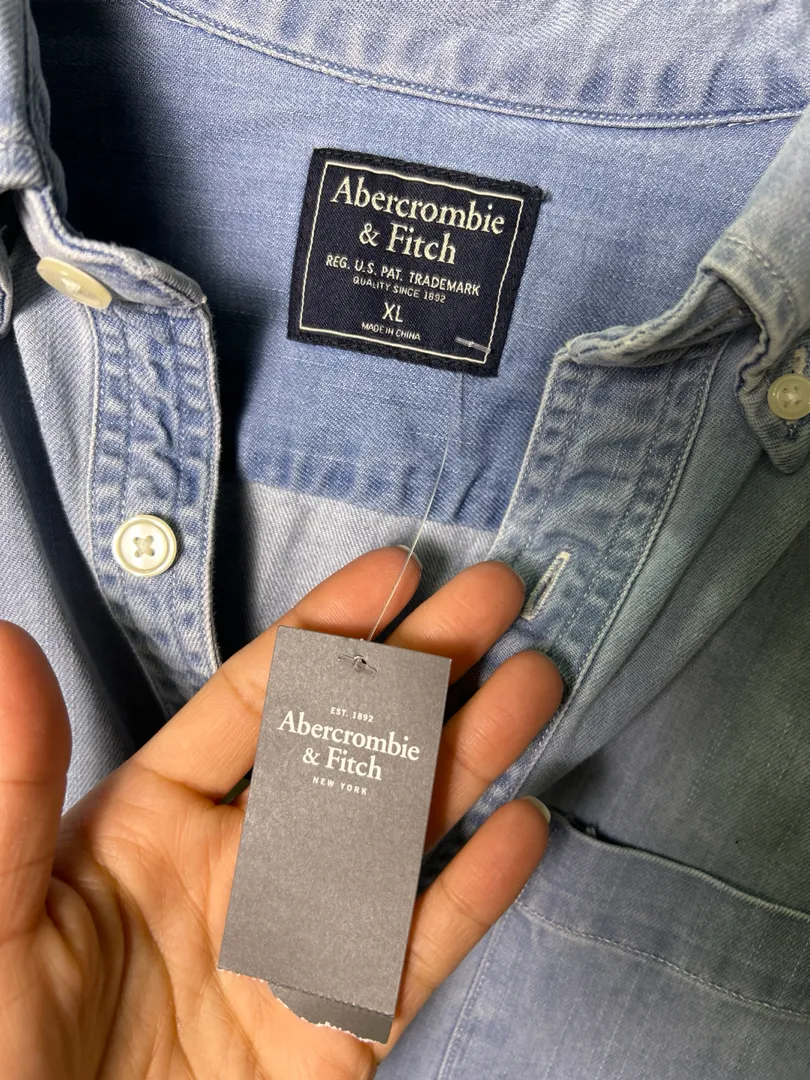 Abercrombie
& Fitch
REG. U.S. PAT. TRADEMARK
QUALITY SINCE 1892
XL
MADE IN CHINA
EST. 1892
Abercrombie
& Fitch
NEW YORK